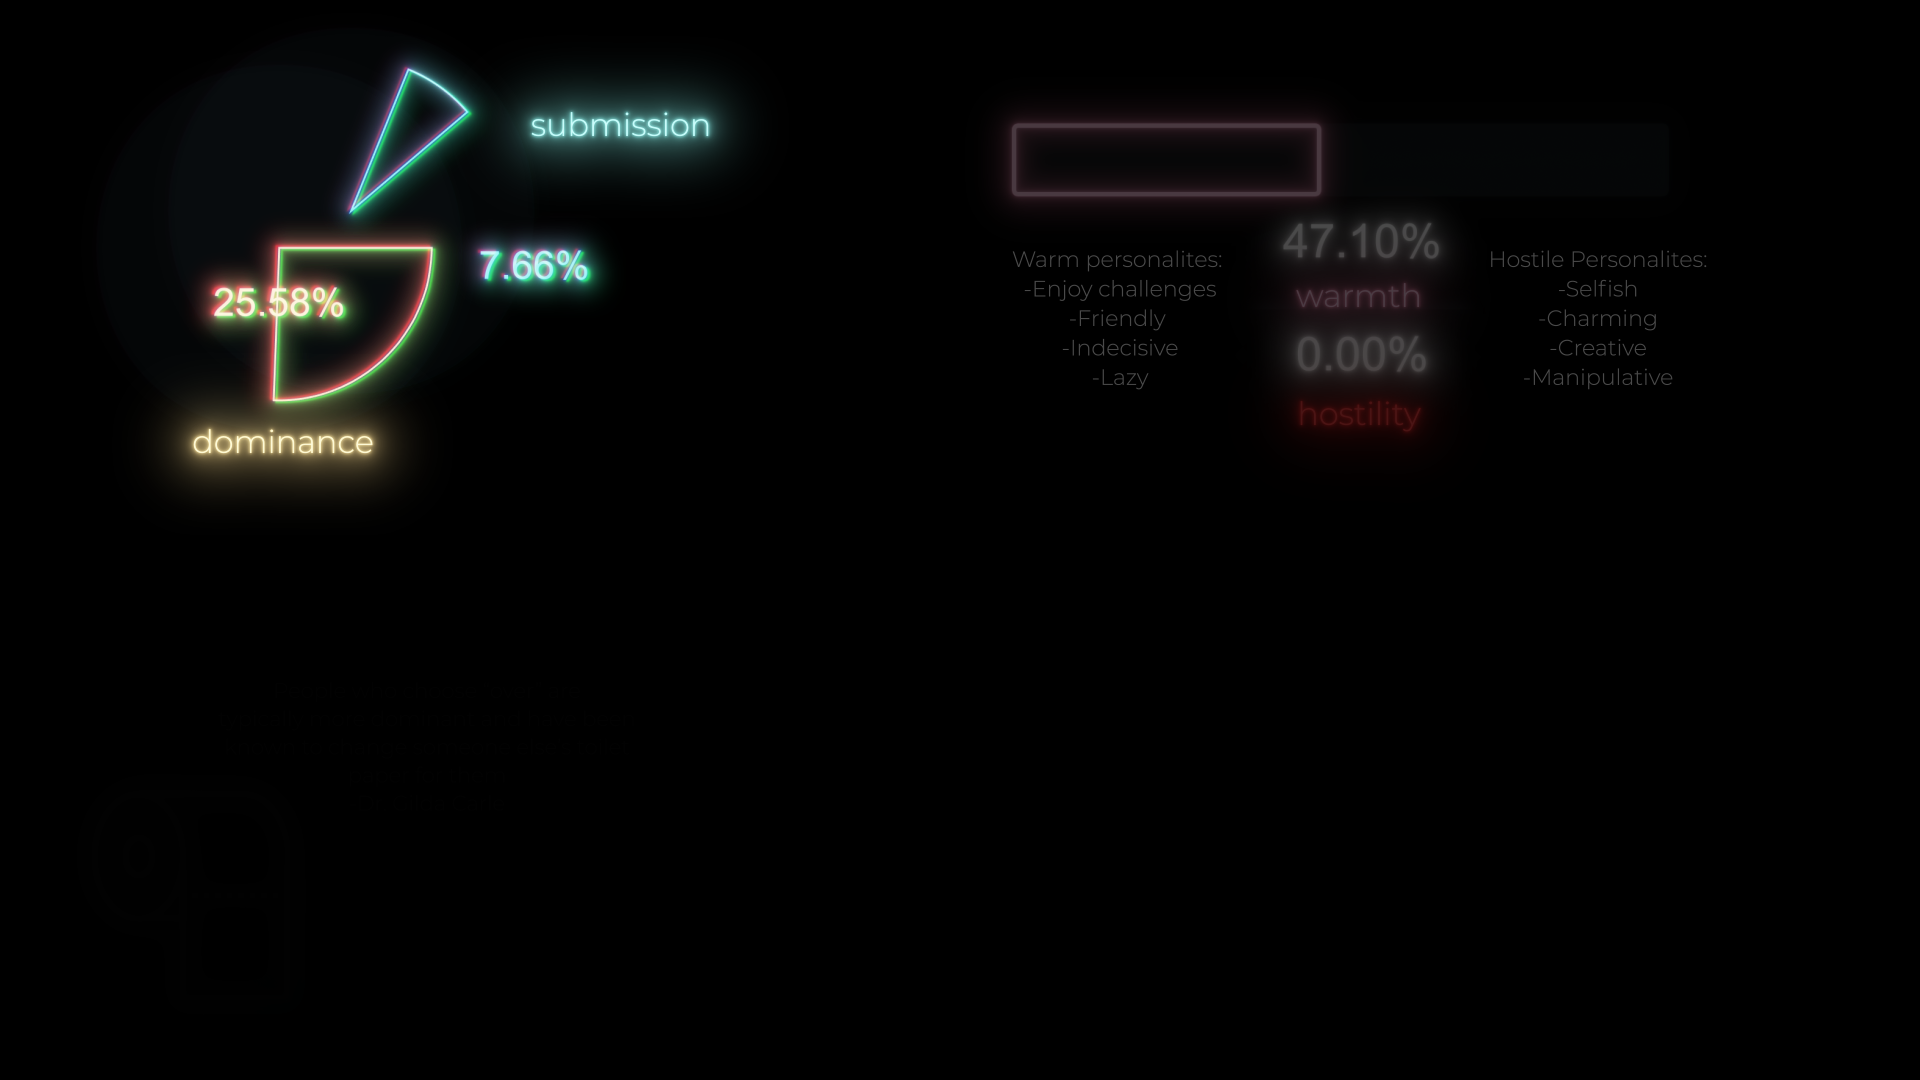 submission
7.66%
25.58%
dominance
47.10%
warmth
0.00%
hostility
Warm personalites:
-Enjoy challenges
-Friendly
-Indecisive
-Lazy
Hostile Personalites:
-Selfish
-Charming
-Creative
-Manipulative